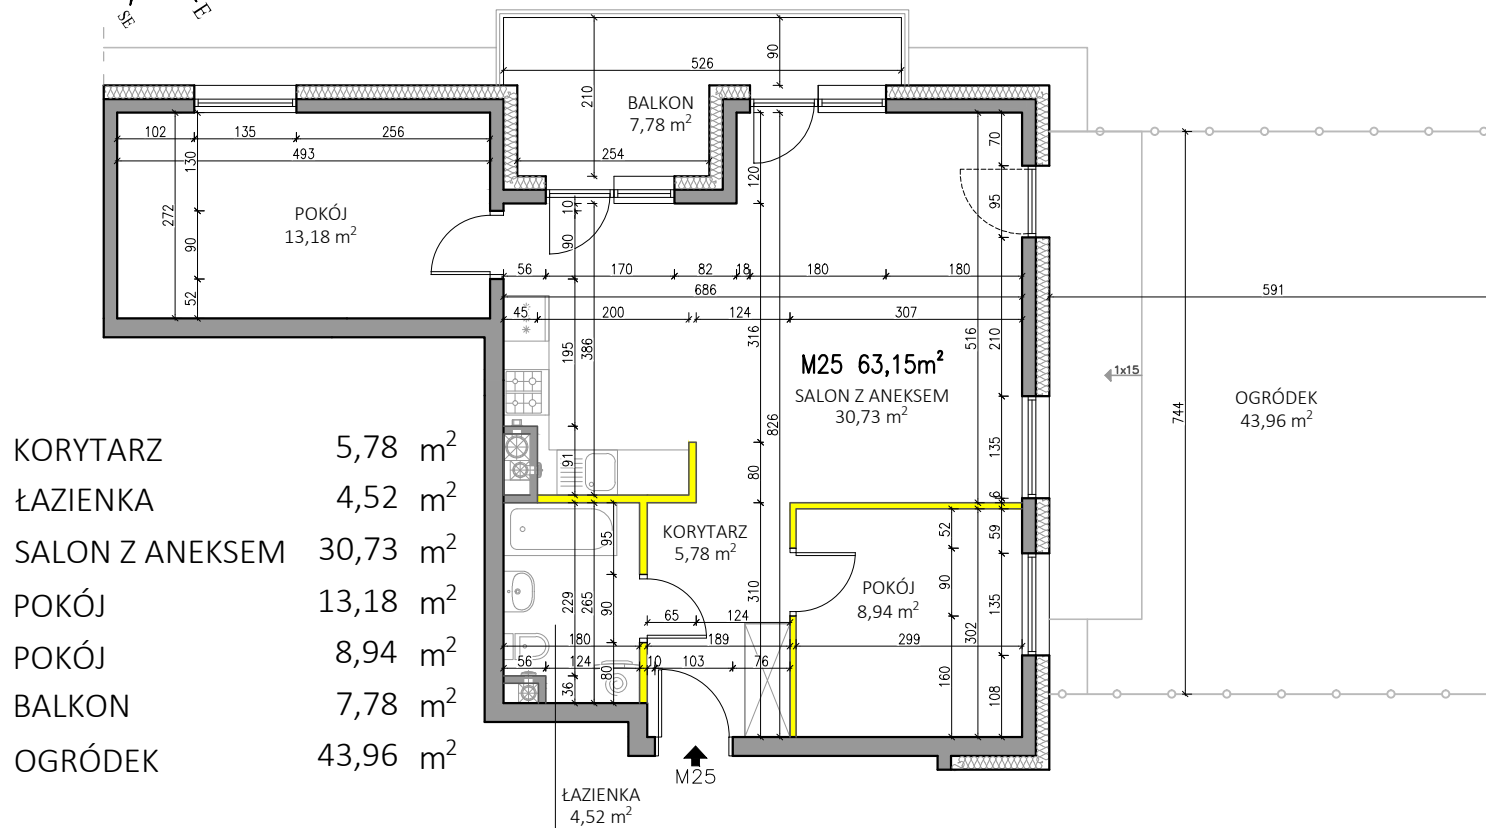 SE
E
526
90
210
BALKON
7,78 m²
254
102
135
256
493
130
272
90
52
POKÓJ
13,18 m²
10
90
120
70
95
56
170
82
18
180
180
686
45
200
124
307
195
386
316
516
210
M25 63,15m²
SALON Z ANEKSEM
30,73 m²
826
91
80
135
6
591
1x15
744
OGRÓDEK
43,96 m²
KORYTARZ 5,78 m²
ŁAZIENKA 4,52 m²
SALON Z ANEKSEM 30,73 m²
POKÓJ 13,18 m²
POKÓJ 8,94 m²
BALKON 7,78 m²
OGRÓDEK 43,96 m²
KORYTARZ
5,78 m²
95
229
265
90
310
52
59
90
135
POKÓJ
8,94 m²
65
124
180
189
299
302
56
124
10
103
76
36
80
160
108
M25
ŁAZIENKA
4,52 m²